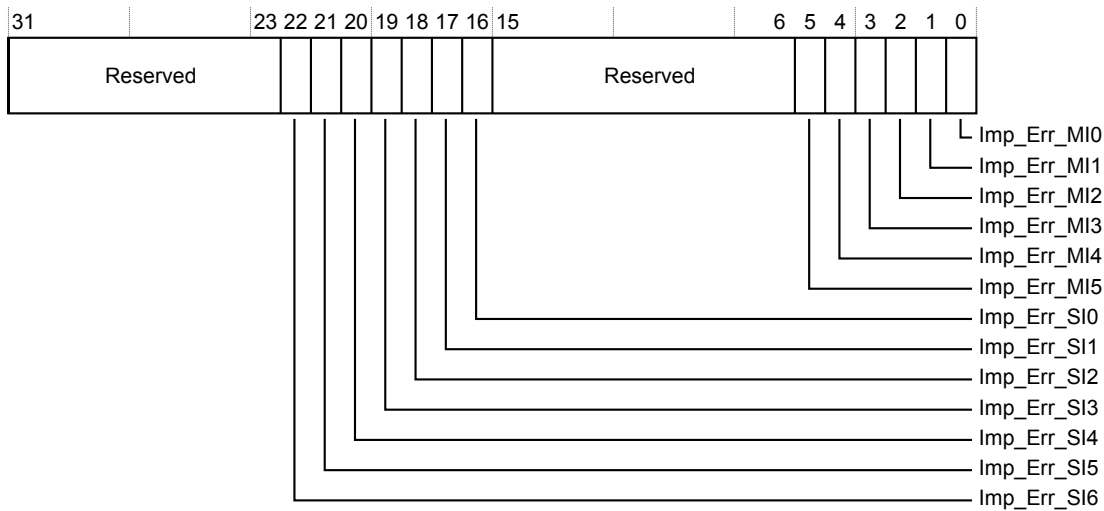 31 23 22 21 20 19 18 17 16 15 6 5 4 3 2 1 0
Reserved Reserved
Imp_Err_MI0
Imp_Err_MI1
Imp_Err_MI2
Imp_Err_MI3
Imp_Err_MI4
Imp_Err_MI5
Imp_Err_SI0
Imp_Err_SI1
Imp_Err_SI2
Imp_Err_SI3
Imp_Err_SI4
Imp_Err_SI5
Imp_Err_SI6